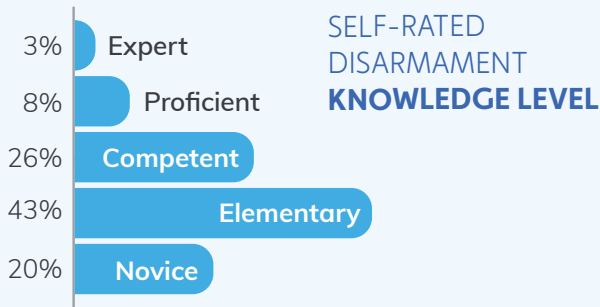 SELF-RATED
DISARMAMENT
KNOWLEDGE LEVEL
3% Expert
8% Proficient
26% Competent
43% Elementary
20% Novice